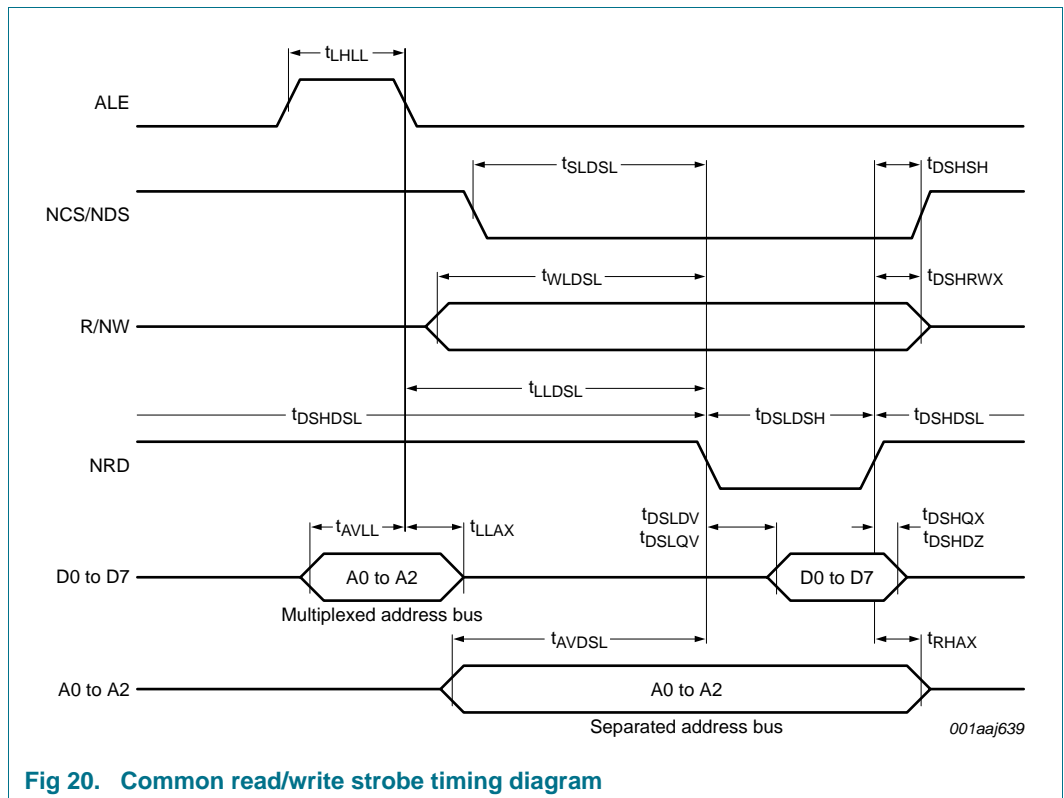 tLHLL
ALE
tSLDSL
tDSHSH
NCS/NDS
tWLDSL
tDSHRWX
R/NW
tLLDSL
tDSHDSL
tDSLDSH
tDSHDSL
NRD
tAVLL
tLLAX
tDSLDV
tDSLQV
tDSHQX
tDSHDZ
D0 to D7
A0 to A2
D0 to D7
Multiplexed address bus
tAVDSL
tRHAX
A0 to A2
A0 to A2
Separated address bus
001aaj639
Fig 20. Common read/write strobe timing diagram